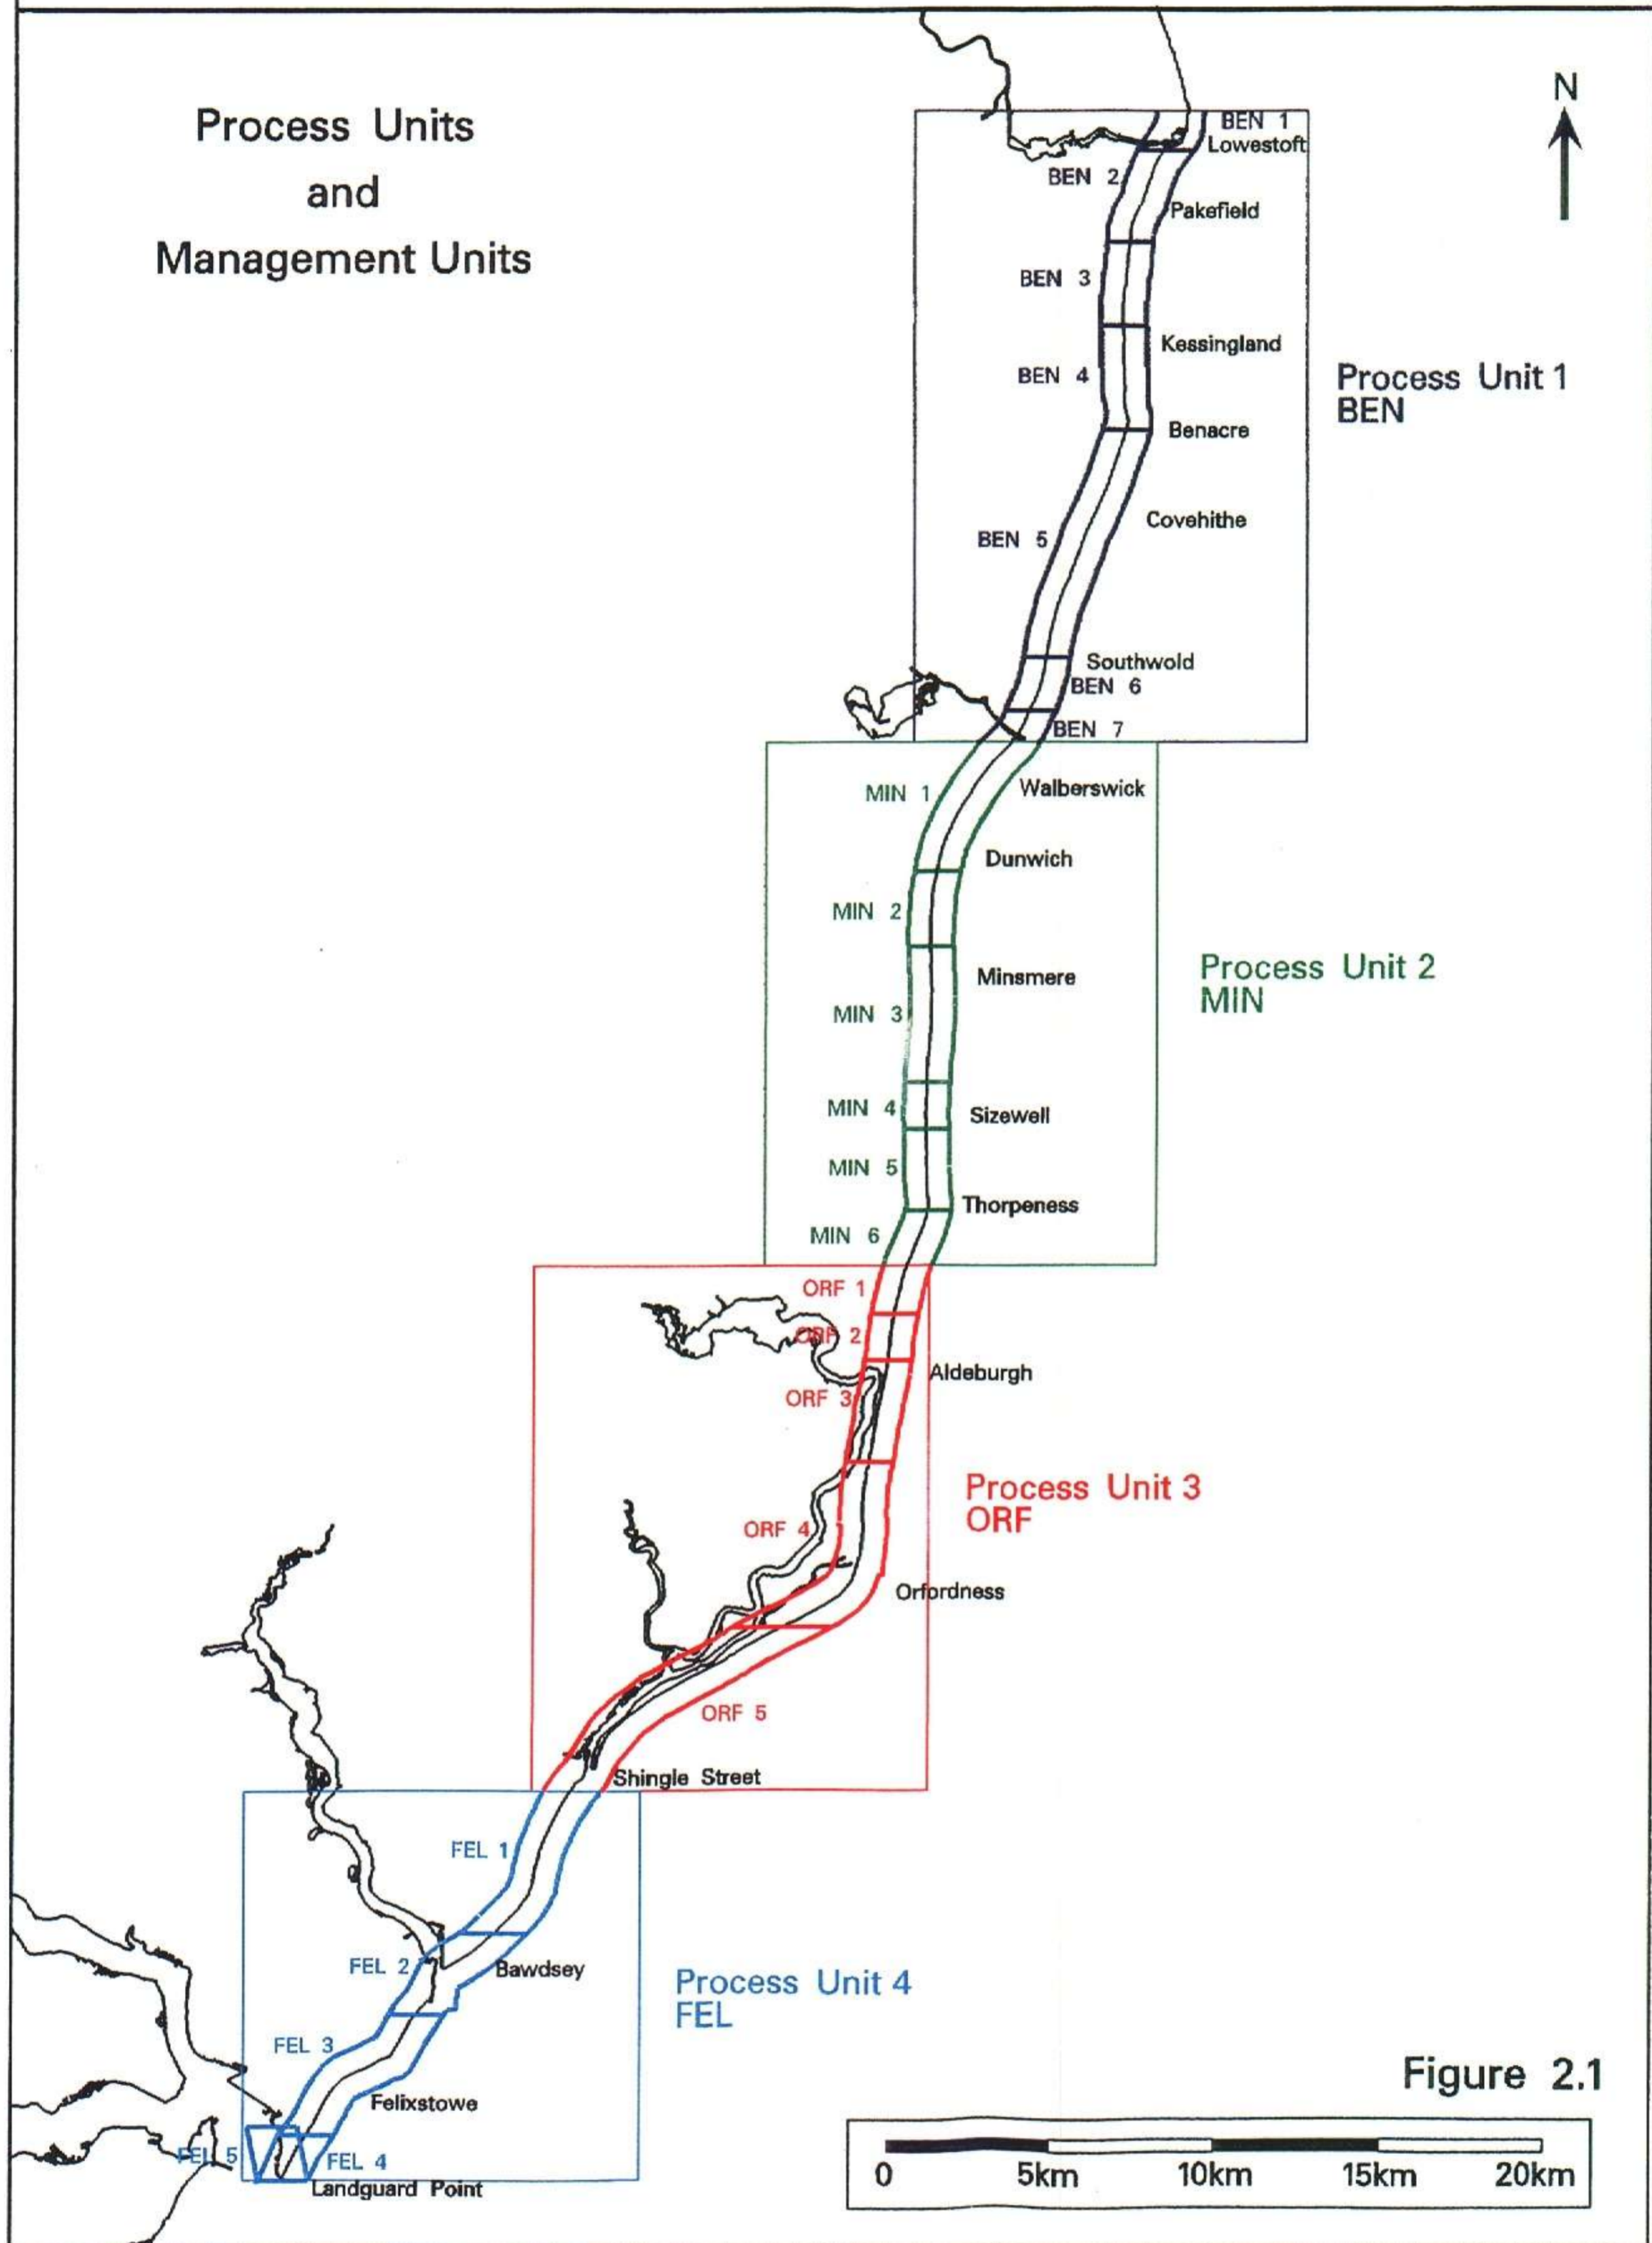 Process Units
and
Management Units
N
BEN 1
Lowestoft
BEN 2
Pakefield
BEN 3
Kessingland
BEN 4
Process Unit 1
BEN
Benacre
Covehithe
BEN 5
Southwold
BEN 6
BEN 7
MIN 1
Walberswick
Dunwich
MIN 2
Process Unit 2
MIN
Minsmere
MIN 3
MIN 4
Sizewell
MIN 5
Thorpeness
MIN 6
ORF 1
ORF 2
Aldeburgh
ORF 3
Process Unit 3
ORF
ORF 4
Orfordness
ORF 5
Shingle Street
FEL 1
FEL 2
Bawdsey
Process Unit 4
FEL
FEL 3
Felixstowe
FEL 5
FEL 4
Landguard Point
Figure 2.1
0 5km 10km 15km 20km